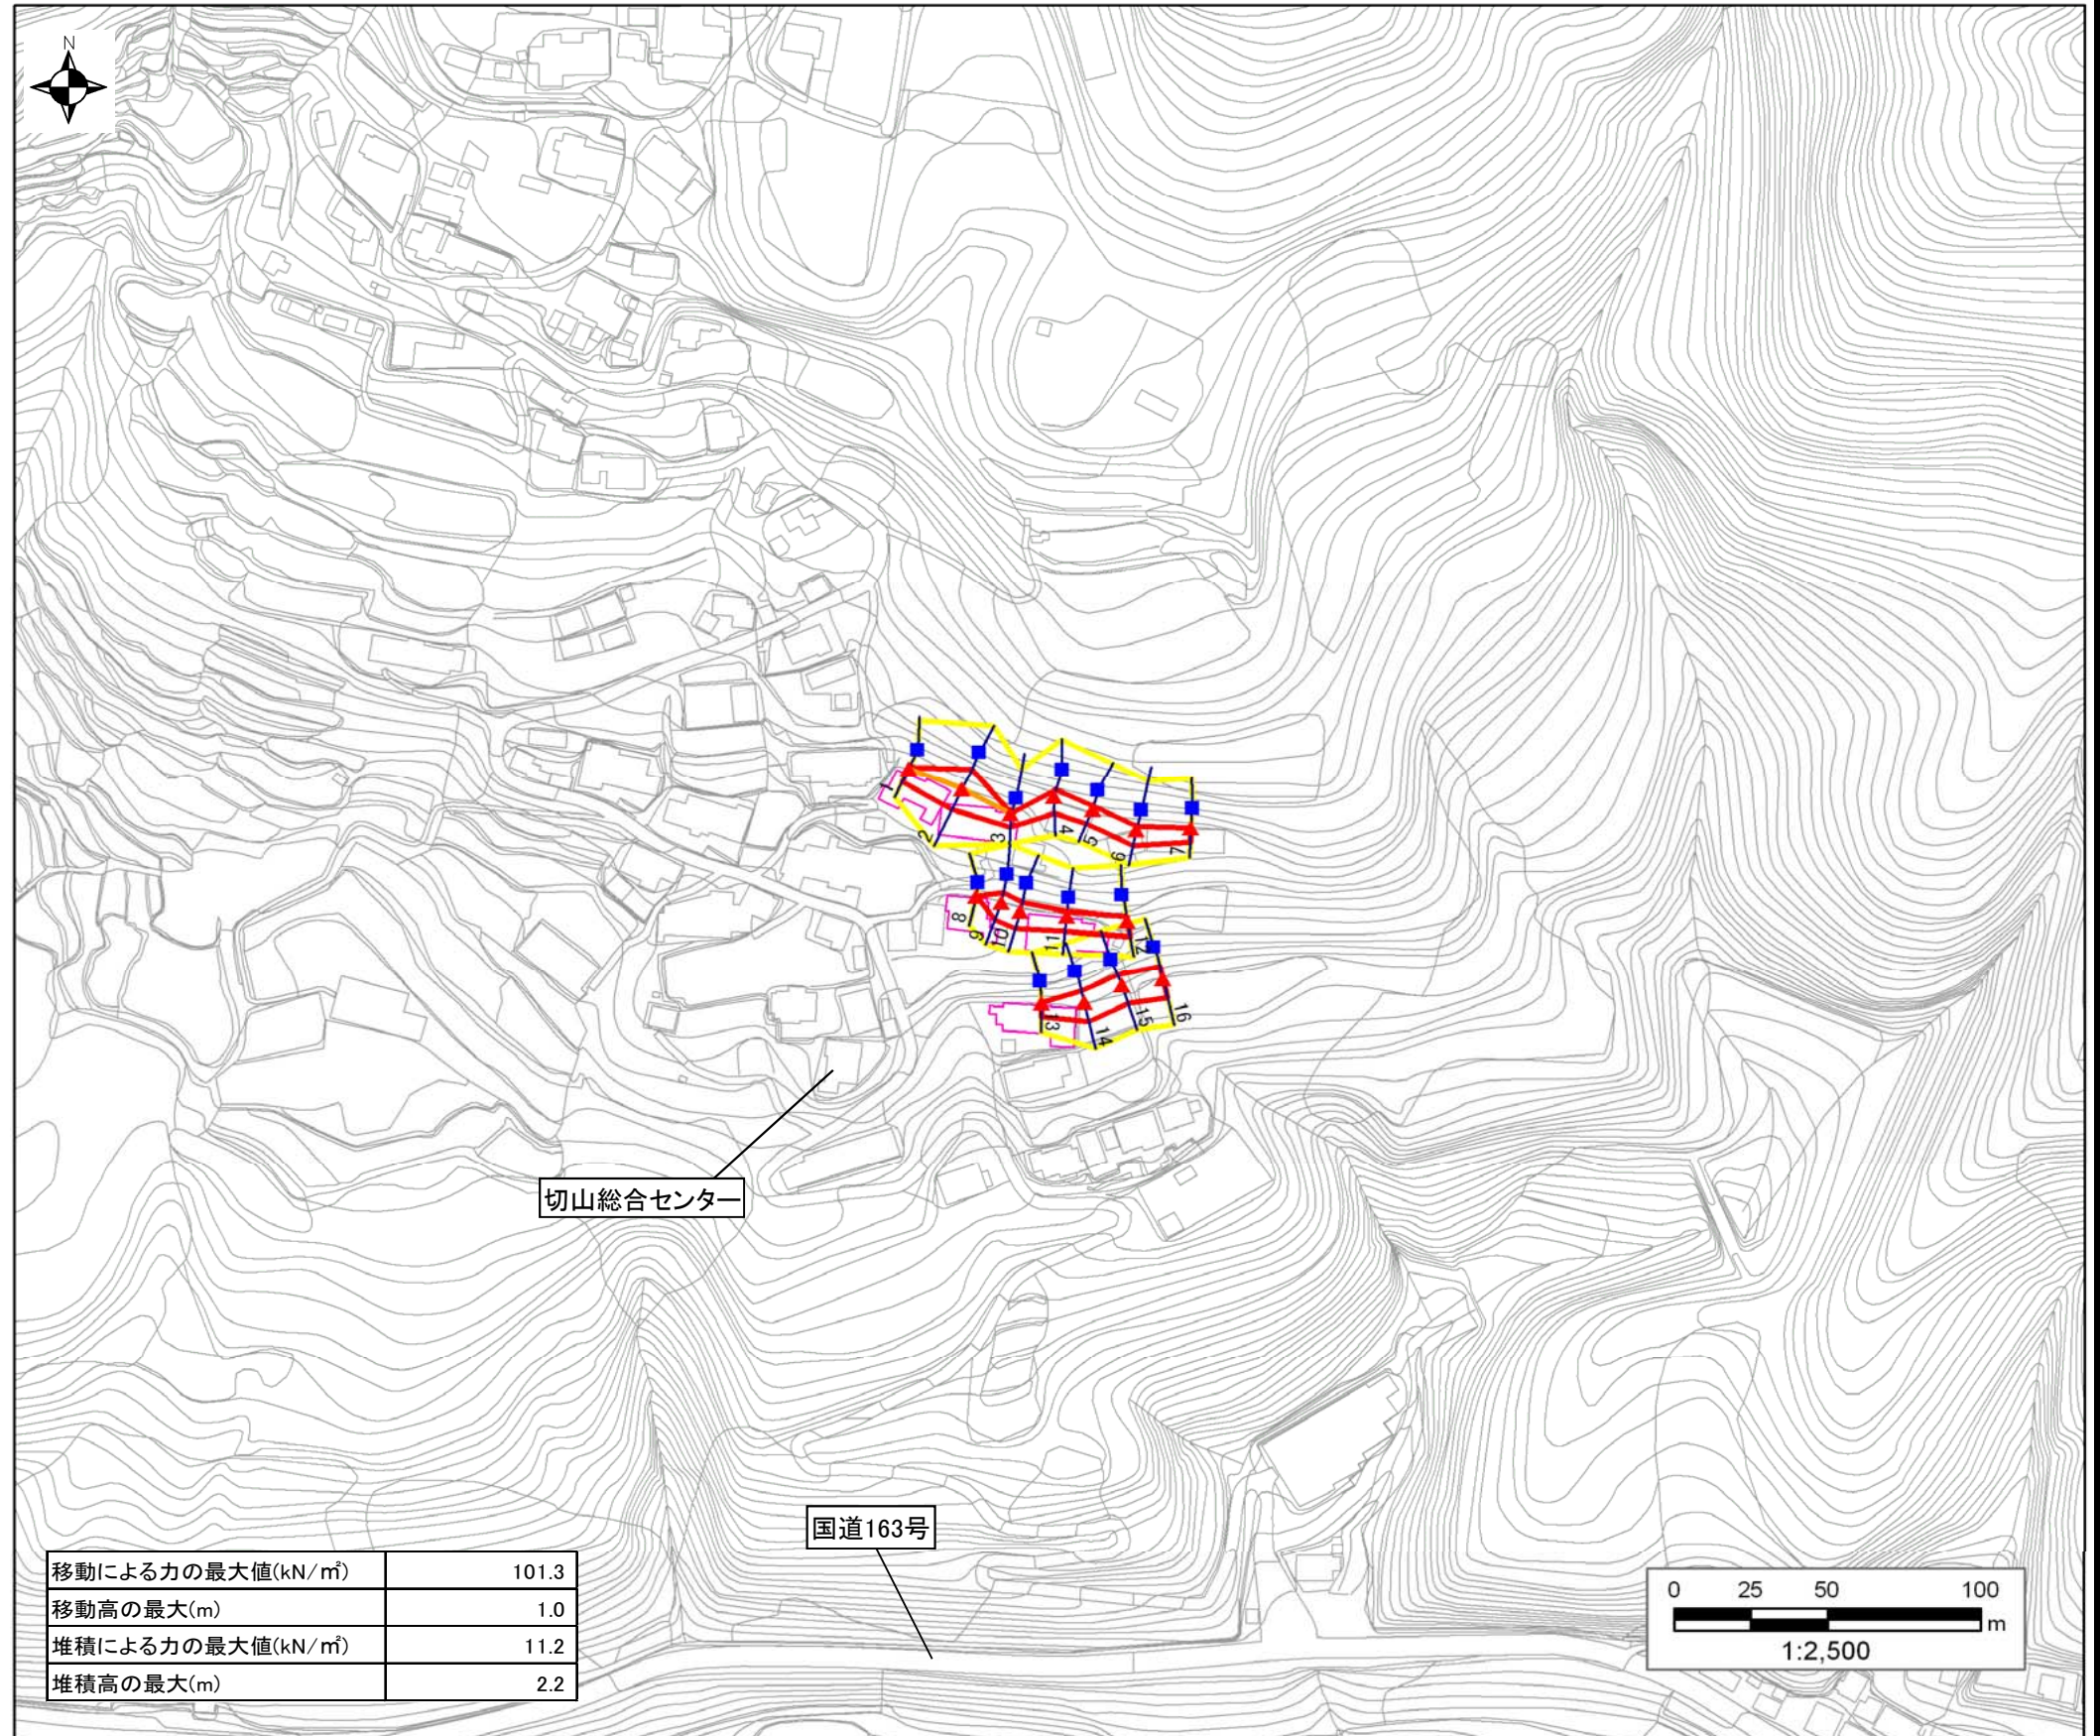 N
1
2
3
4
5
6
7
8
9
10
11
12
13
14
15
16
切山総合センター
国道163号
移動による力の最大値(kN/㎡) 101.3
移動高の最大(m) 1.0
堆積による力の最大値(kN/㎡) 11.2
堆積高の最大(m) 2.2
0 25 50 100
m
1:2,500